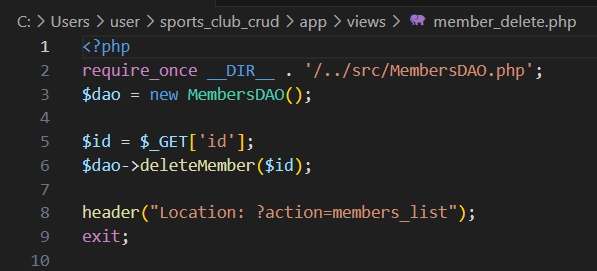 C: > Users > user > sports_club_crud > app > views > member_delete.php
1 <?php
2 require_once __DIR__ . '/../src/MembersDAO.php';
3 $dao = new MembersDAO();
4
5 $id = $_GET['id'];
6 $dao->deleteMember($id);
7
8 header("Location: ?action=members_list");
9 exit;
10